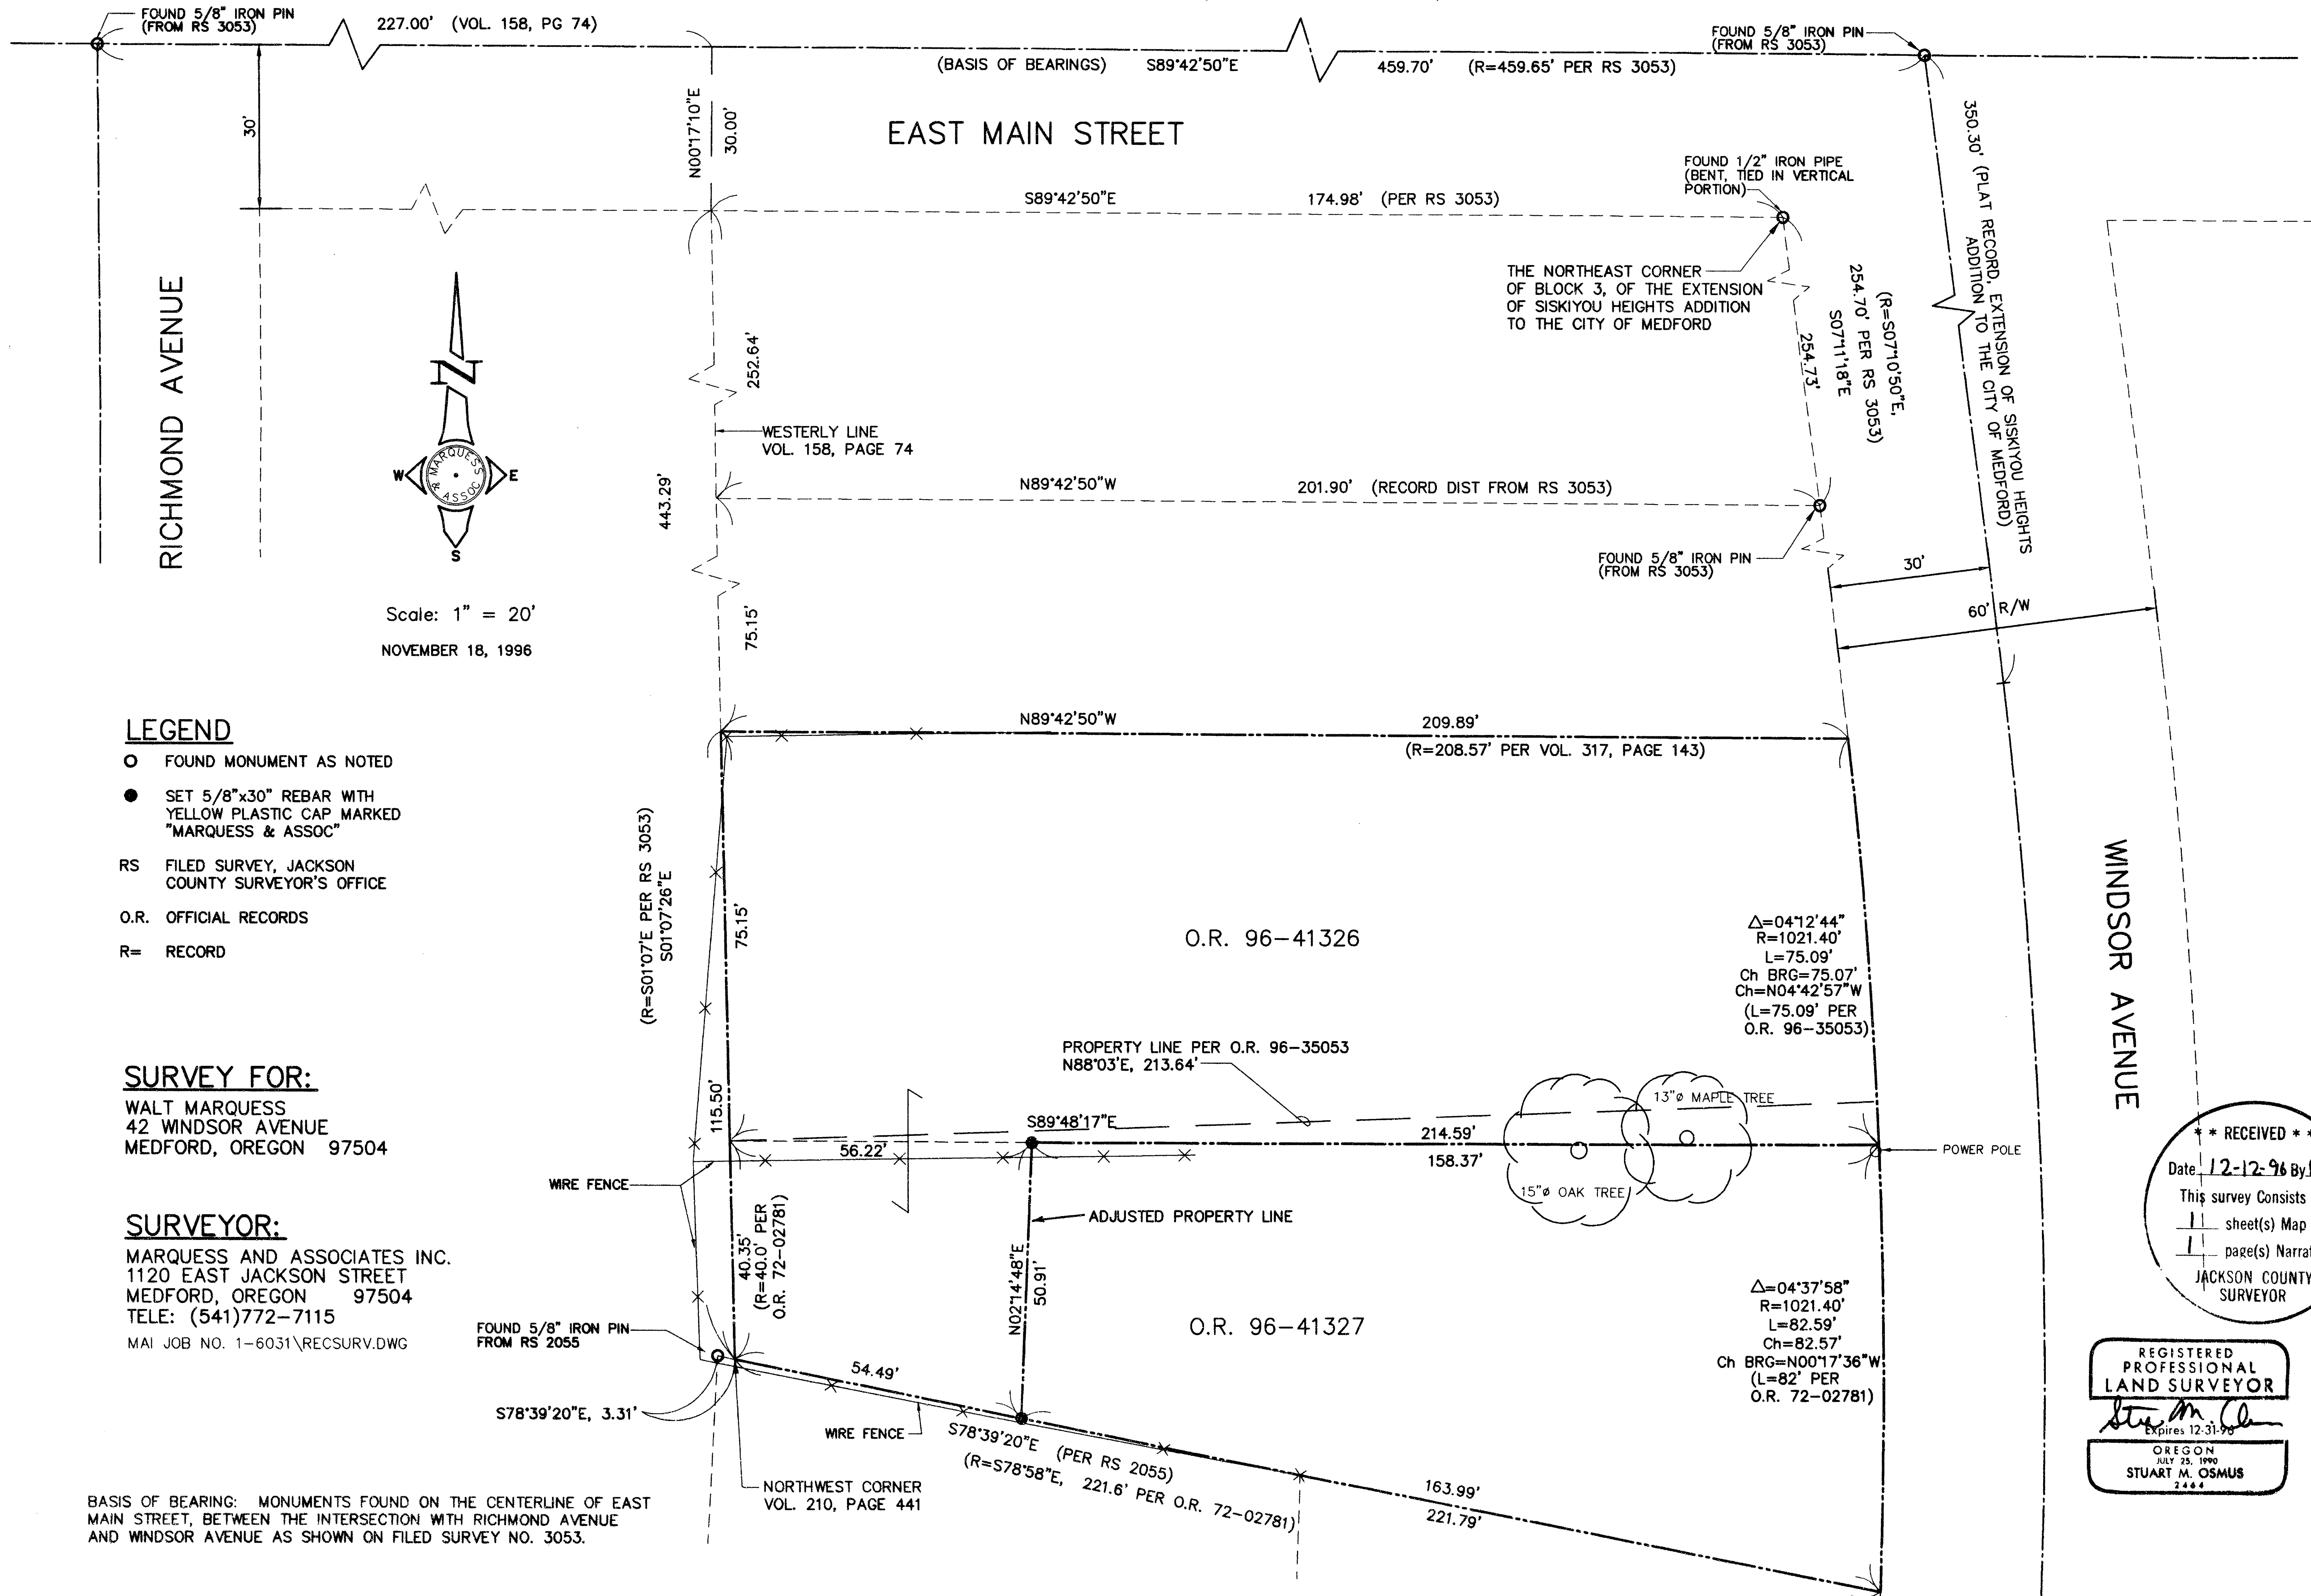 FOUND 5/8" IRON PIN
(FROM RS 3053)
227.00' (VOL. 158, PG 74)
(BASIS OF BEARINGS) S89°42'50"E 459.70' (R=459.65' PER RS 3053)
FOUND 5/8" IRON PIN
(FROM RS 3053)
30'
N00°17'10"E
30.00'
EAST MAIN STREET
FOUND 1/2" IRON PIPE
(BENT, TIED IN VERTICAL
PORTION)
S89°42'50"E 174.98' (PER RS 3053)
350.30' (PLAT RECORD, EXTENSION OF SISKIYOU HEIGHTS
ADDITION TO THE CITY OF MEDFORD)
THE NORTHEAST CORNER
OF BLOCK 3, OF THE EXTENSION
OF SISKIYOU HEIGHTS ADDITION
TO THE CITY OF MEDFORD
(R=S07°10'50"E,
254.70' PER RS 3053)
S07°11'18"E
254.73'
RICHMOND AVENUE
N
W
E
S
MARQUESS
& ASSOC
252.64'
WESTERLY LINE
VOL. 158, PAGE 74
443.29'
N89°42'50"W 201.90' (RECORD DIST FROM RS 3053)
FOUND 5/8" IRON PIN
(FROM RS 3053)
30'
60' R/W
Scale: 1" = 20'
NOVEMBER 18, 1996
75.15'
LEGEND
FOUND MONUMENT AS NOTED
SET 5/8"x30" REBAR WITH
YELLOW PLASTIC CAP MARKED
"MARQUESS & ASSOC"
RS FILED SURVEY, JACKSON
COUNTY SURVEYOR'S OFFICE
O.R. OFFICIAL RECORDS
R= RECORD
N89°42'50"W 209.89'
(R=208.57' PER VOL. 317, PAGE 143)
(R=S01°07'E PER RS 3053)
S01°07'26"E
75.15'
O.R. 96-41326
Δ=04°12'44"
R=1021.40'
L=75.09'
Ch BRG=75.07'
Ch=N04°42'57"W
(L=75.09' PER
O.R. 96-35053)
WINDSOR AVENUE
PROPERTY LINE PER O.R. 96-35053
N88°03'E, 213.64'
13"ø MAPLE TREE
115.50'
S89°48'17"E
214.59'
56.22'
158.37'
POWER POLE
15"ø OAK TREE
WIRE FENCE
SURVEY FOR:
WALT MARQUESS
42 WINDSOR AVENUE
MEDFORD, OREGON 97504
SURVEYOR:
MARQUESS AND ASSOCIATES INC.
1120 EAST JACKSON STREET
MEDFORD, OREGON 97504
TELE: (541)772-7115
MAI JOB NO. 1-6031\RECSURV.DWG
40.35'
(R=40.0' PER
O.R. 72-02781)
ADJUSTED PROPERTY LINE
N02°14'48"E
50.91'
O.R. 96-41327
Δ=04°37'58"
R=1021.40'
L=82.59'
Ch=82.57'
Ch BRG=N00°17'36"W
(L=82' PER
O.R. 72-02781)
FOUND 5/8" IRON PIN
FROM RS 2055
S78°39'20"E, 3.31'
54.49'
WIRE FENCE
S78°39'20"E (PER RS 2055)
(R=S78°58"E, 221.6' PER O.R. 72-02781)
163.99'
221.79'
NORTHWEST CORNER
VOL. 210, PAGE 441
BASIS OF BEARING: MONUMENTS FOUND ON THE CENTERLINE OF EAST
MAIN STREET, BETWEEN THE INTERSECTION WITH RICHMOND AVENUE
AND WINDSOR AVENUE AS SHOWN ON FILED SURVEY NO. 3053.
* * RECEIVED * *
Date 12-12-96 By
This survey Consists
1 sheet(s) Map
1 page(s)
JACKSON COUNTY
SURVEYOR
REGISTERED
PROFESSIONAL
LAND SURVEYOR
Expires 12-31-96
OREGON
JULY 25, 1990
STUART M. OSMUS
2464